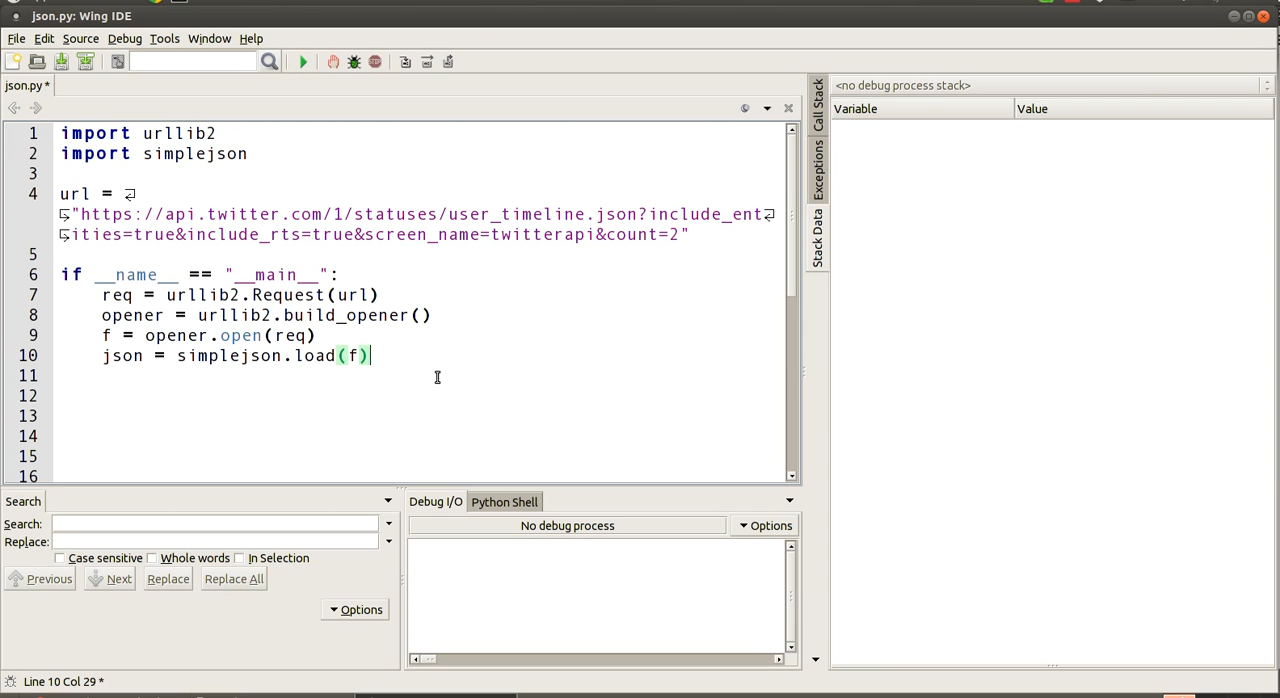 json.py: Wing IDE
File Edit Source Debug Tools Window Help
json.py *
1 import urllib2
2 import simplejson
3
4 url =
"https://api.twitter.com/1/statuses/user_timeline.json?include_ent
ities=true&include_rts=true&screen_name=twitterapi&count=2"
5
6 if __name__ == "__main__":
7 req = urllib2.Request(url)
8 opener = urllib2.build_opener()
9 f = opener.open(req)
10 json = simplejson.load(f)
11
12
13
14
15
16
Call Stack
Exceptions
Stack Data
<no debug process stack>
Variable Value
Search
Search:
Replace:
Case sensitive Whole words In Selection
Previous Next Replace Replace All
Options
Debug I/O Python Shell
No debug process Options
Line 10 Col 29 *